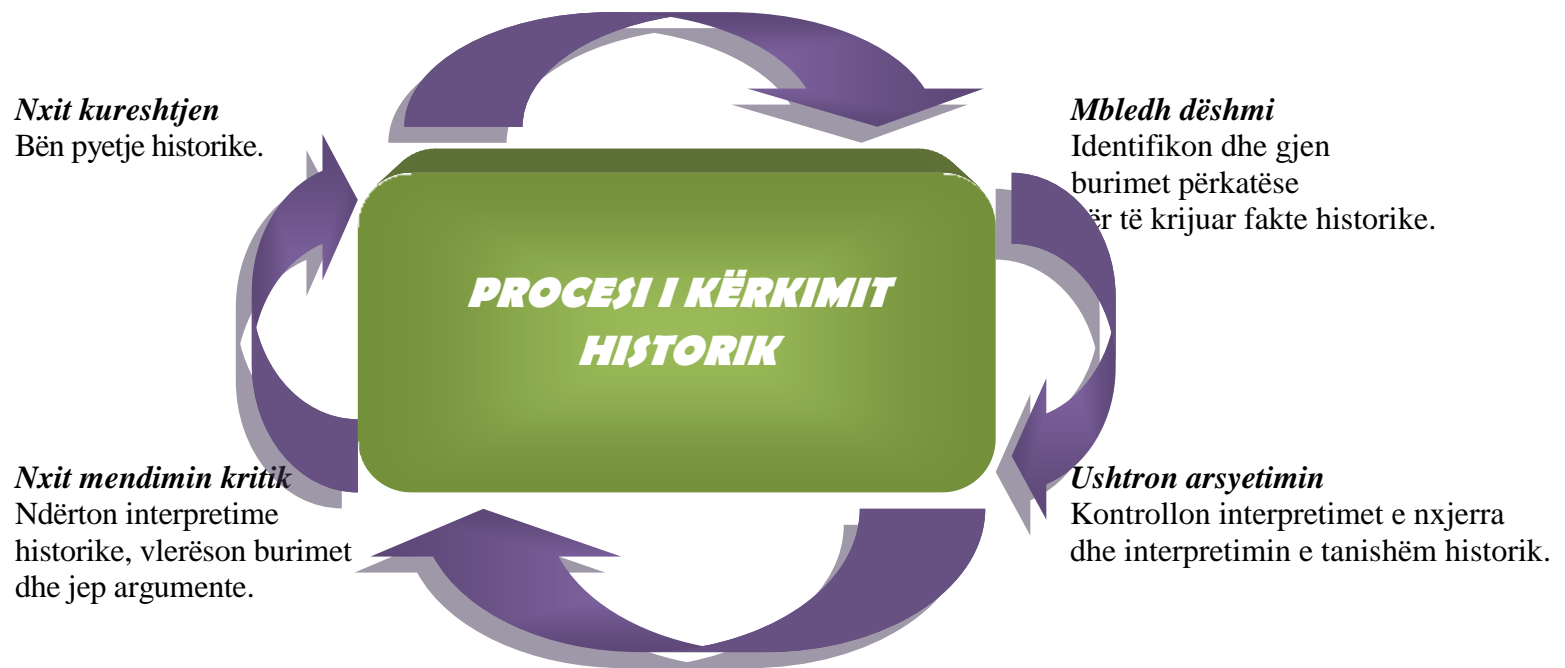 Nxit kureshtjen
Bën pyetje historike.
Mbledh dëshmi
Identifikon dhe gjen
burimet përkatëse
për të krijuar fakte historike.
PROCESI I KËRKIMIT
HISTORIK
Nxit mendimin kritik
Ndërton interpretime
historike, vlerëson burimet
dhe jep argumente.
Ushtron arsyetimin
Kontrollon interpretimet e nxjerra
dhe interpretimin e tanishëm historik.